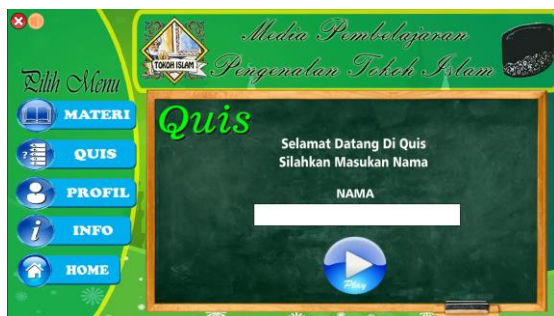 Media Pembelajaran
Pengenalan Tokoh Islam
TOKOH ISLAM
Pilih Menu
MATERI
QUIS
PROFIL
INFO
HOME
Quis
Selamat Datang Di Quis
Silahkan Masukan Nama
NAMA
Play